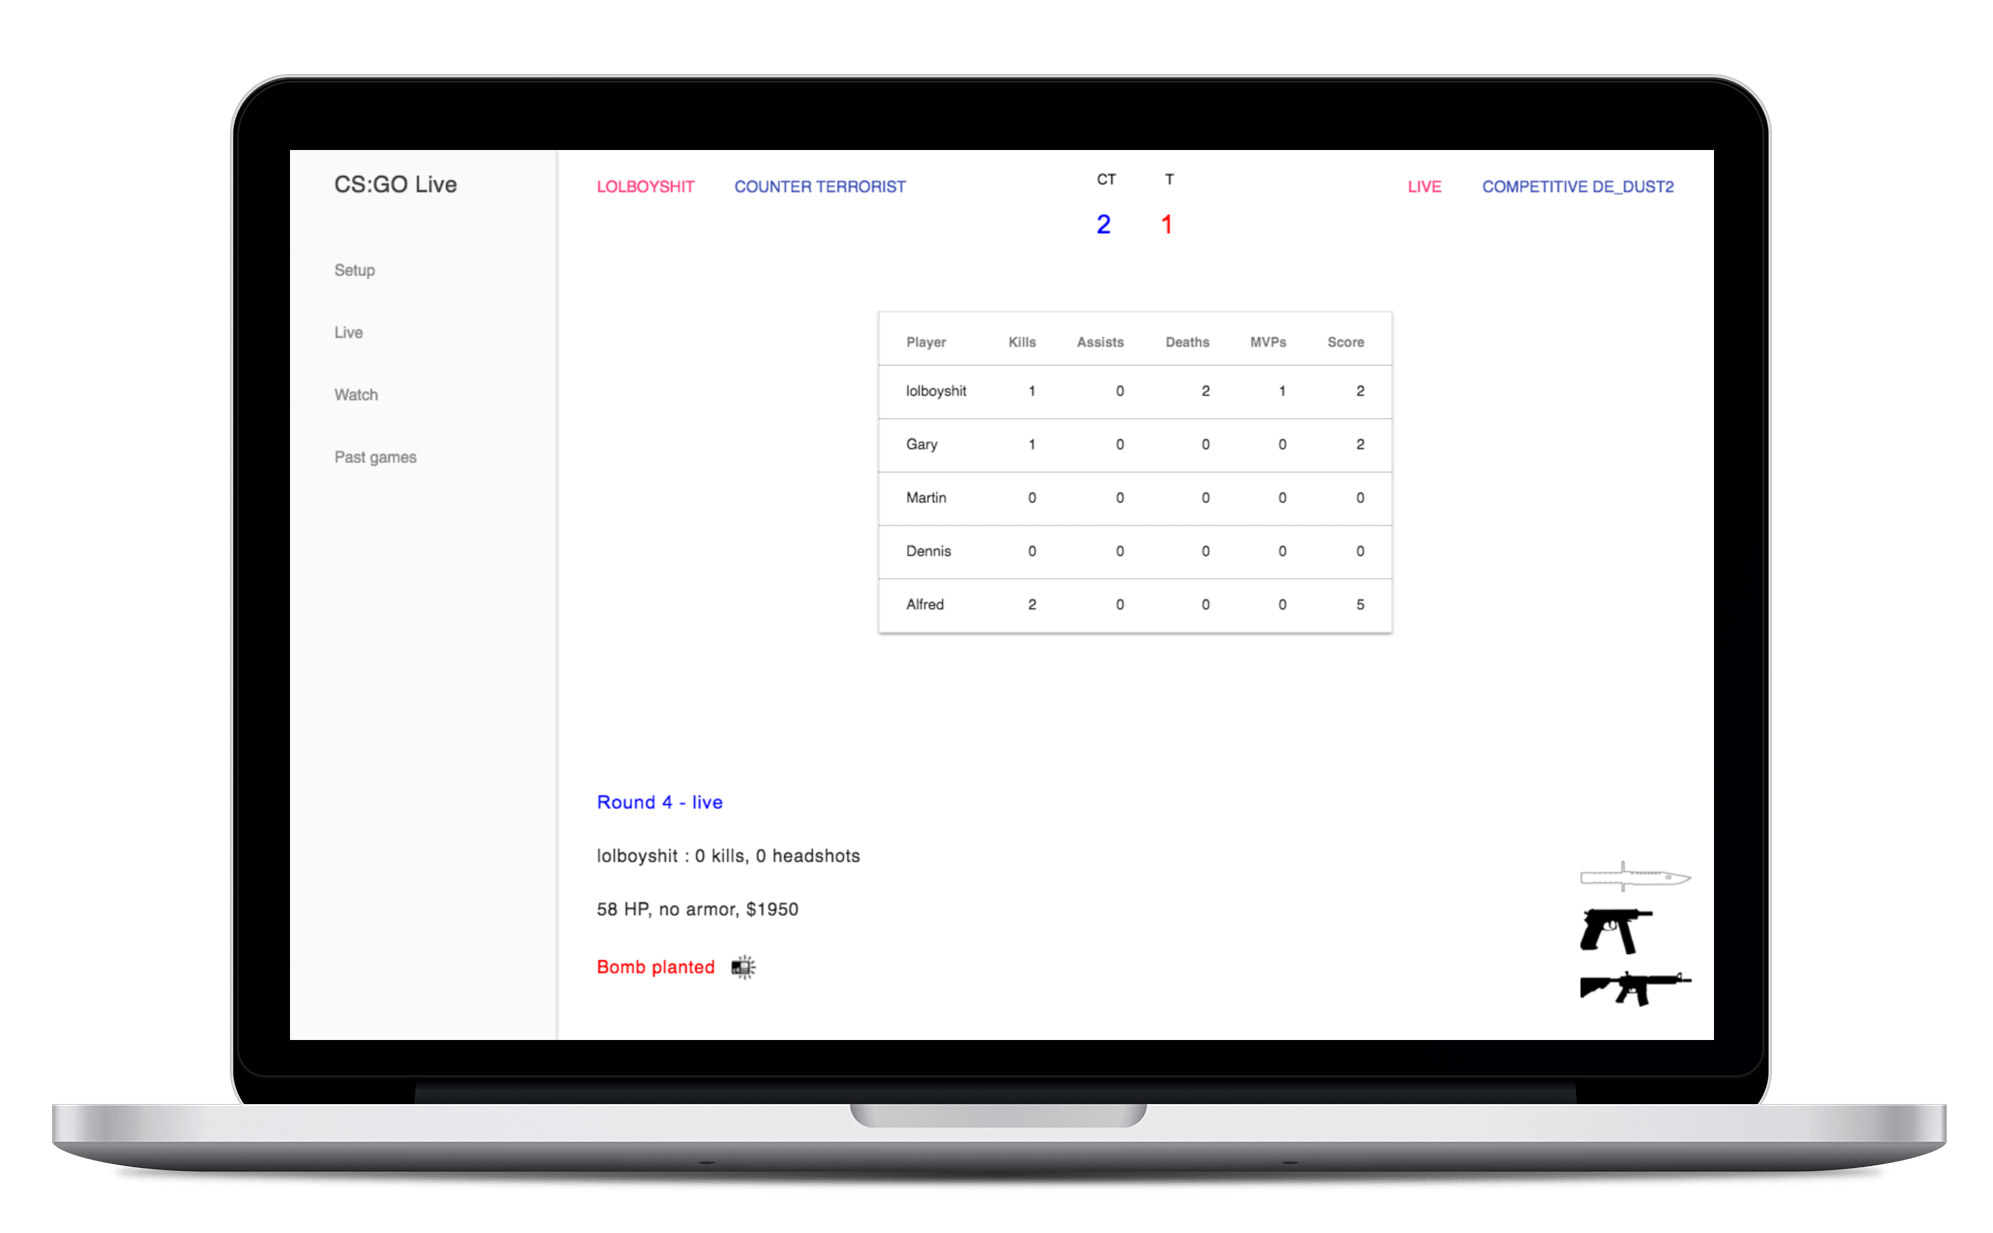 CS:GO Live
Setup
Live
Watch
Past games
LOLBOYSHIT COUNTER TERRORIST
CT T
2 1
LIVE COMPETITIVE DE_DUST2
Player Kills Assists Deaths MVPs Score
lolboyshit 1 0 2 1 2
Gary 1 0 0 0 2
Martin 0 0 0 0 0
Dennis 0 0 0 0 0
Alfred 2 0 0 0 5
Round 4 - live
lolboyshit : 0 kills, 0 headshots
58 HP, no armor, $1950
Bomb planted